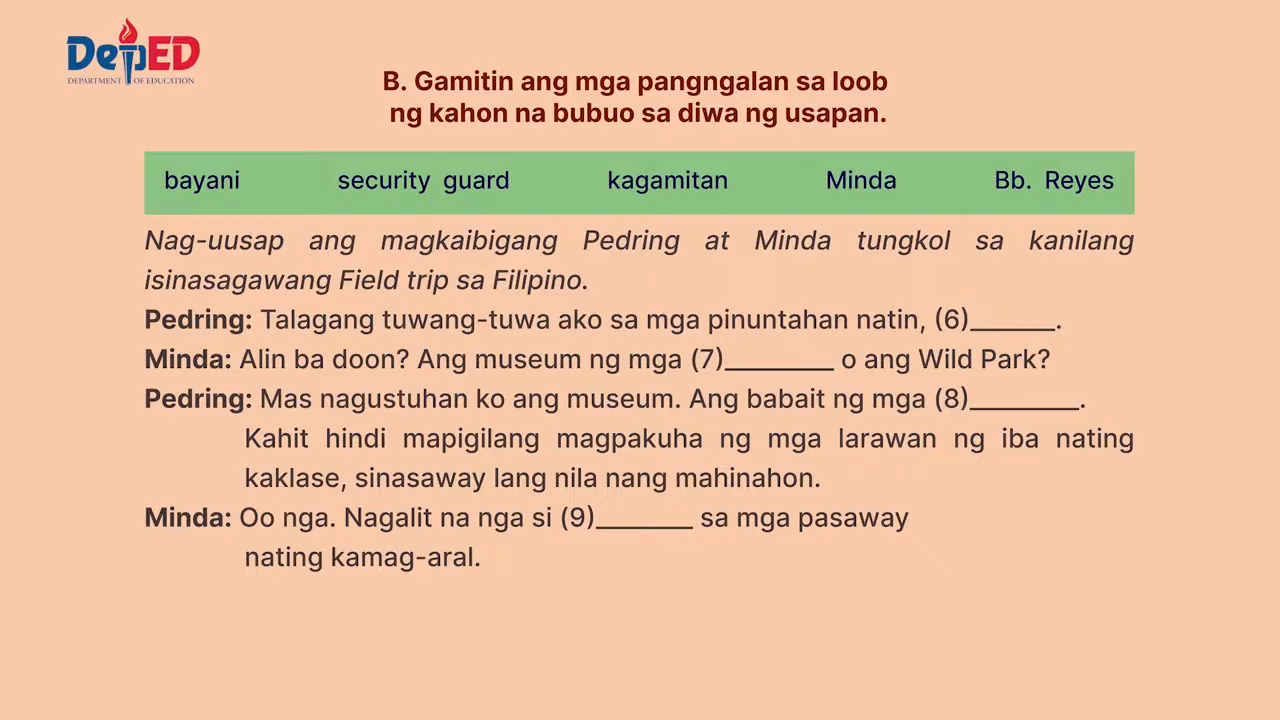 DepED
DEPARTMENT OF EDUCATION
B. Gamitin ang mga pangngalan sa loob
ng kahon na bubuo sa diwa ng usapan.
bayani security guard kagamitan Minda Bb. Reyes
Nag-uusap ang magkaibigang Pedring at Minda tungkol sa kanilang
isinasagawang Field trip sa Filipino.
Pedring: Talagang tuwang-tuwa ako sa mga pinuntahan natin, (6)______.
Minda: Alin ba doon? Ang museum ng mga (7)________ o ang Wild Park?
Pedring: Mas nagustuhan ko ang museum. Ang babait ng mga (8)________.
Kahit hindi mapigilang magpakuha ng mga larawan ng iba nating
kaklase, sinasaway lang nila nang mahinahon.
Minda: Oo nga. Nagalit na nga si (9)_______ sa mga pasaway
nating kamag-aral.